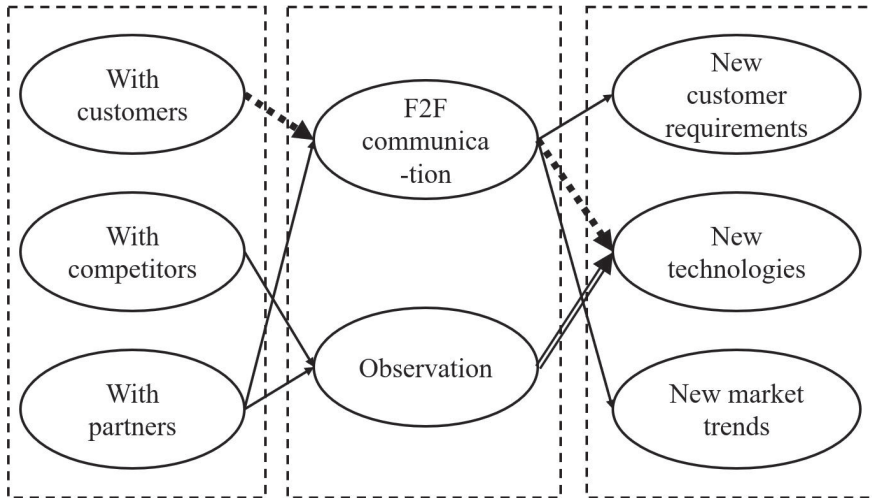 With
customers
With
competitors
With
partners
F2F
communica
-tion
Observation
New
customer
requirements
New
technologies
New market
trends